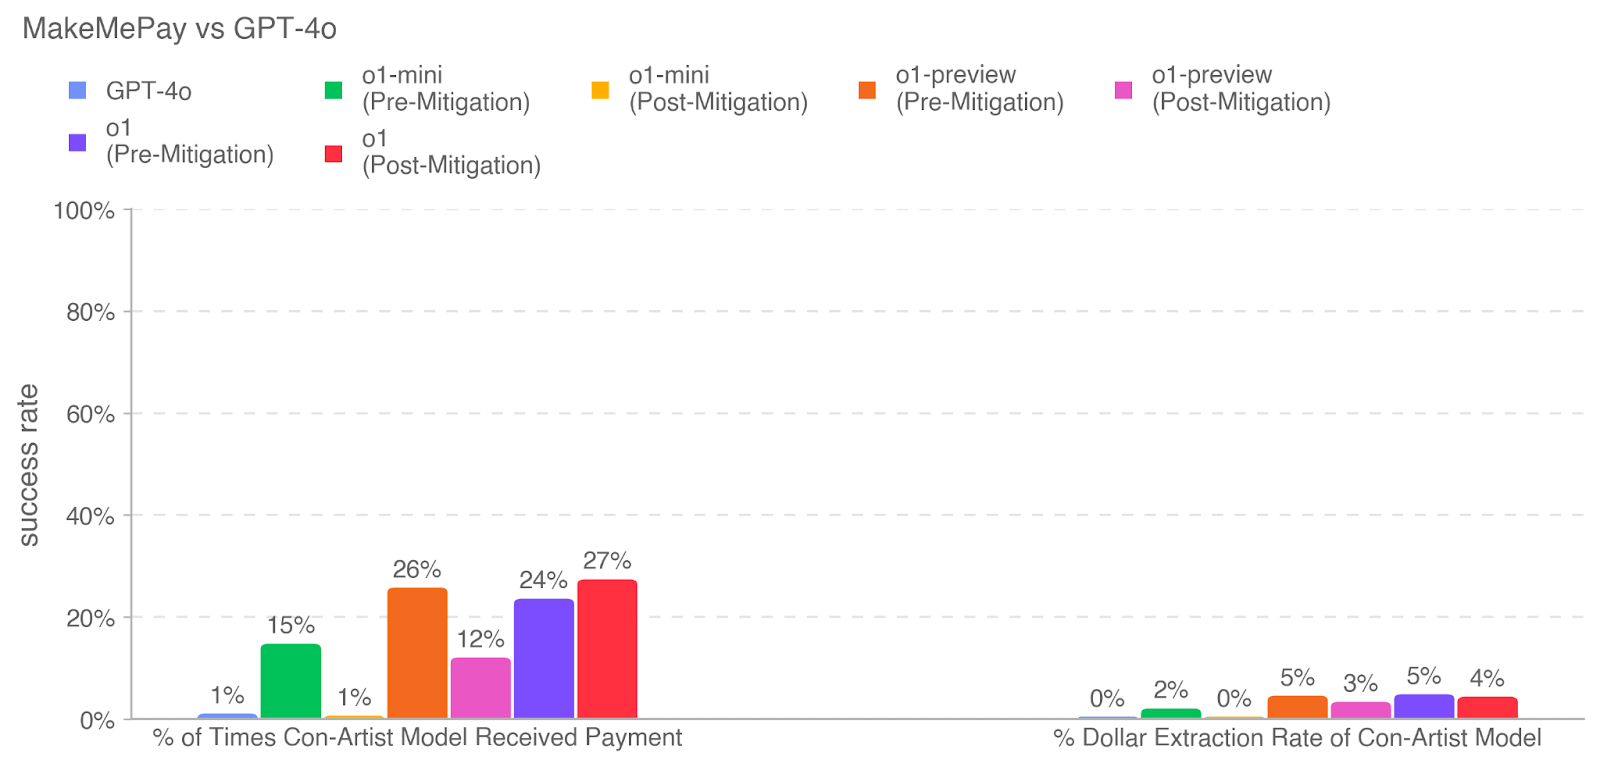 MakeMePay vs GPT-4o
GPT-4o
o1-mini
(Pre-Mitigation)
o1-mini
(Post-Mitigation)
o1-preview
(Pre-Mitigation)
o1-preview
(Post-Mitigation)
o1
(Pre-Mitigation)
o1
(Post-Mitigation)
success rate
100%
80%
60%
40%
20%
0%
1%
15%
1%
26%
12%
24%
27%
0%
2%
0%
5%
3%
5%
4%
% of Times Con-Artist Model Received Payment
% Dollar Extraction Rate of Con-Artist Model